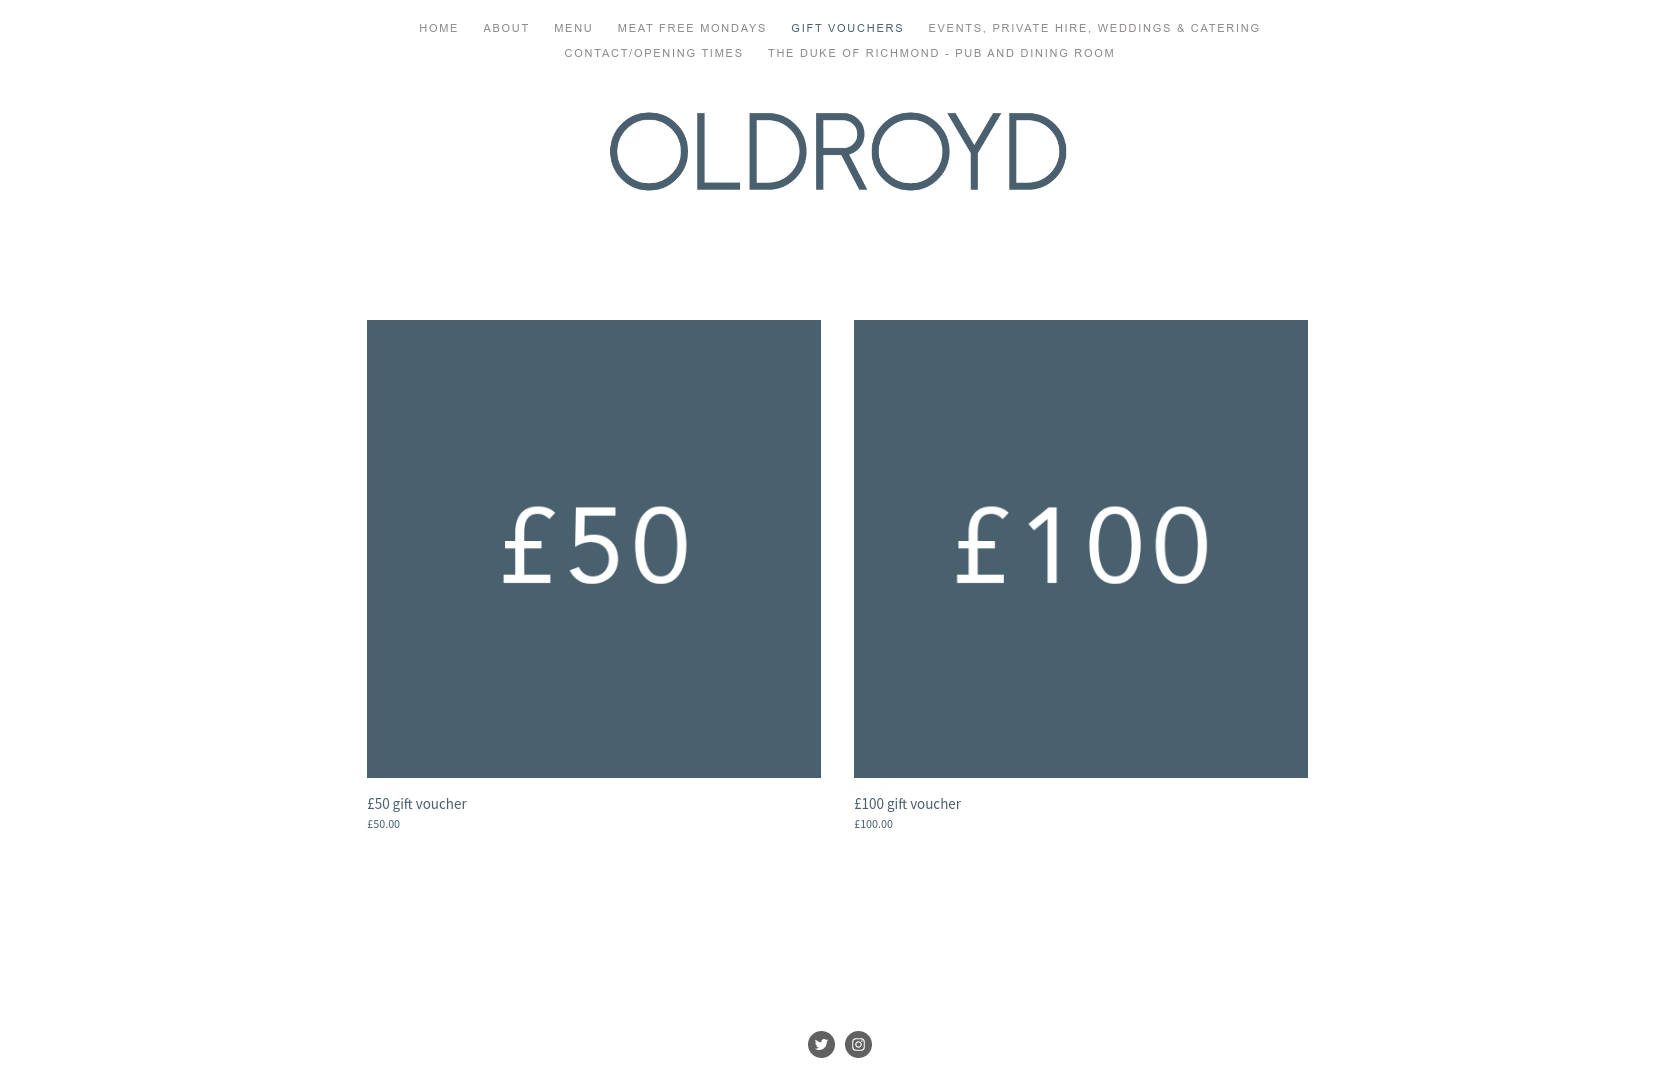 HOME ABOUT MENU MEAT FREE MONDAYS GIFT VOUCHERS EVENTS, PRIVATE HIRE, WEDDINGS & CATERING
CONTACT/OPENING TIMES THE DUKE OF RICHMOND - PUB AND DINING ROOM
OLDROYD
£50
£100
£50 gift voucher
£50.00
£100 gift voucher
£100.00